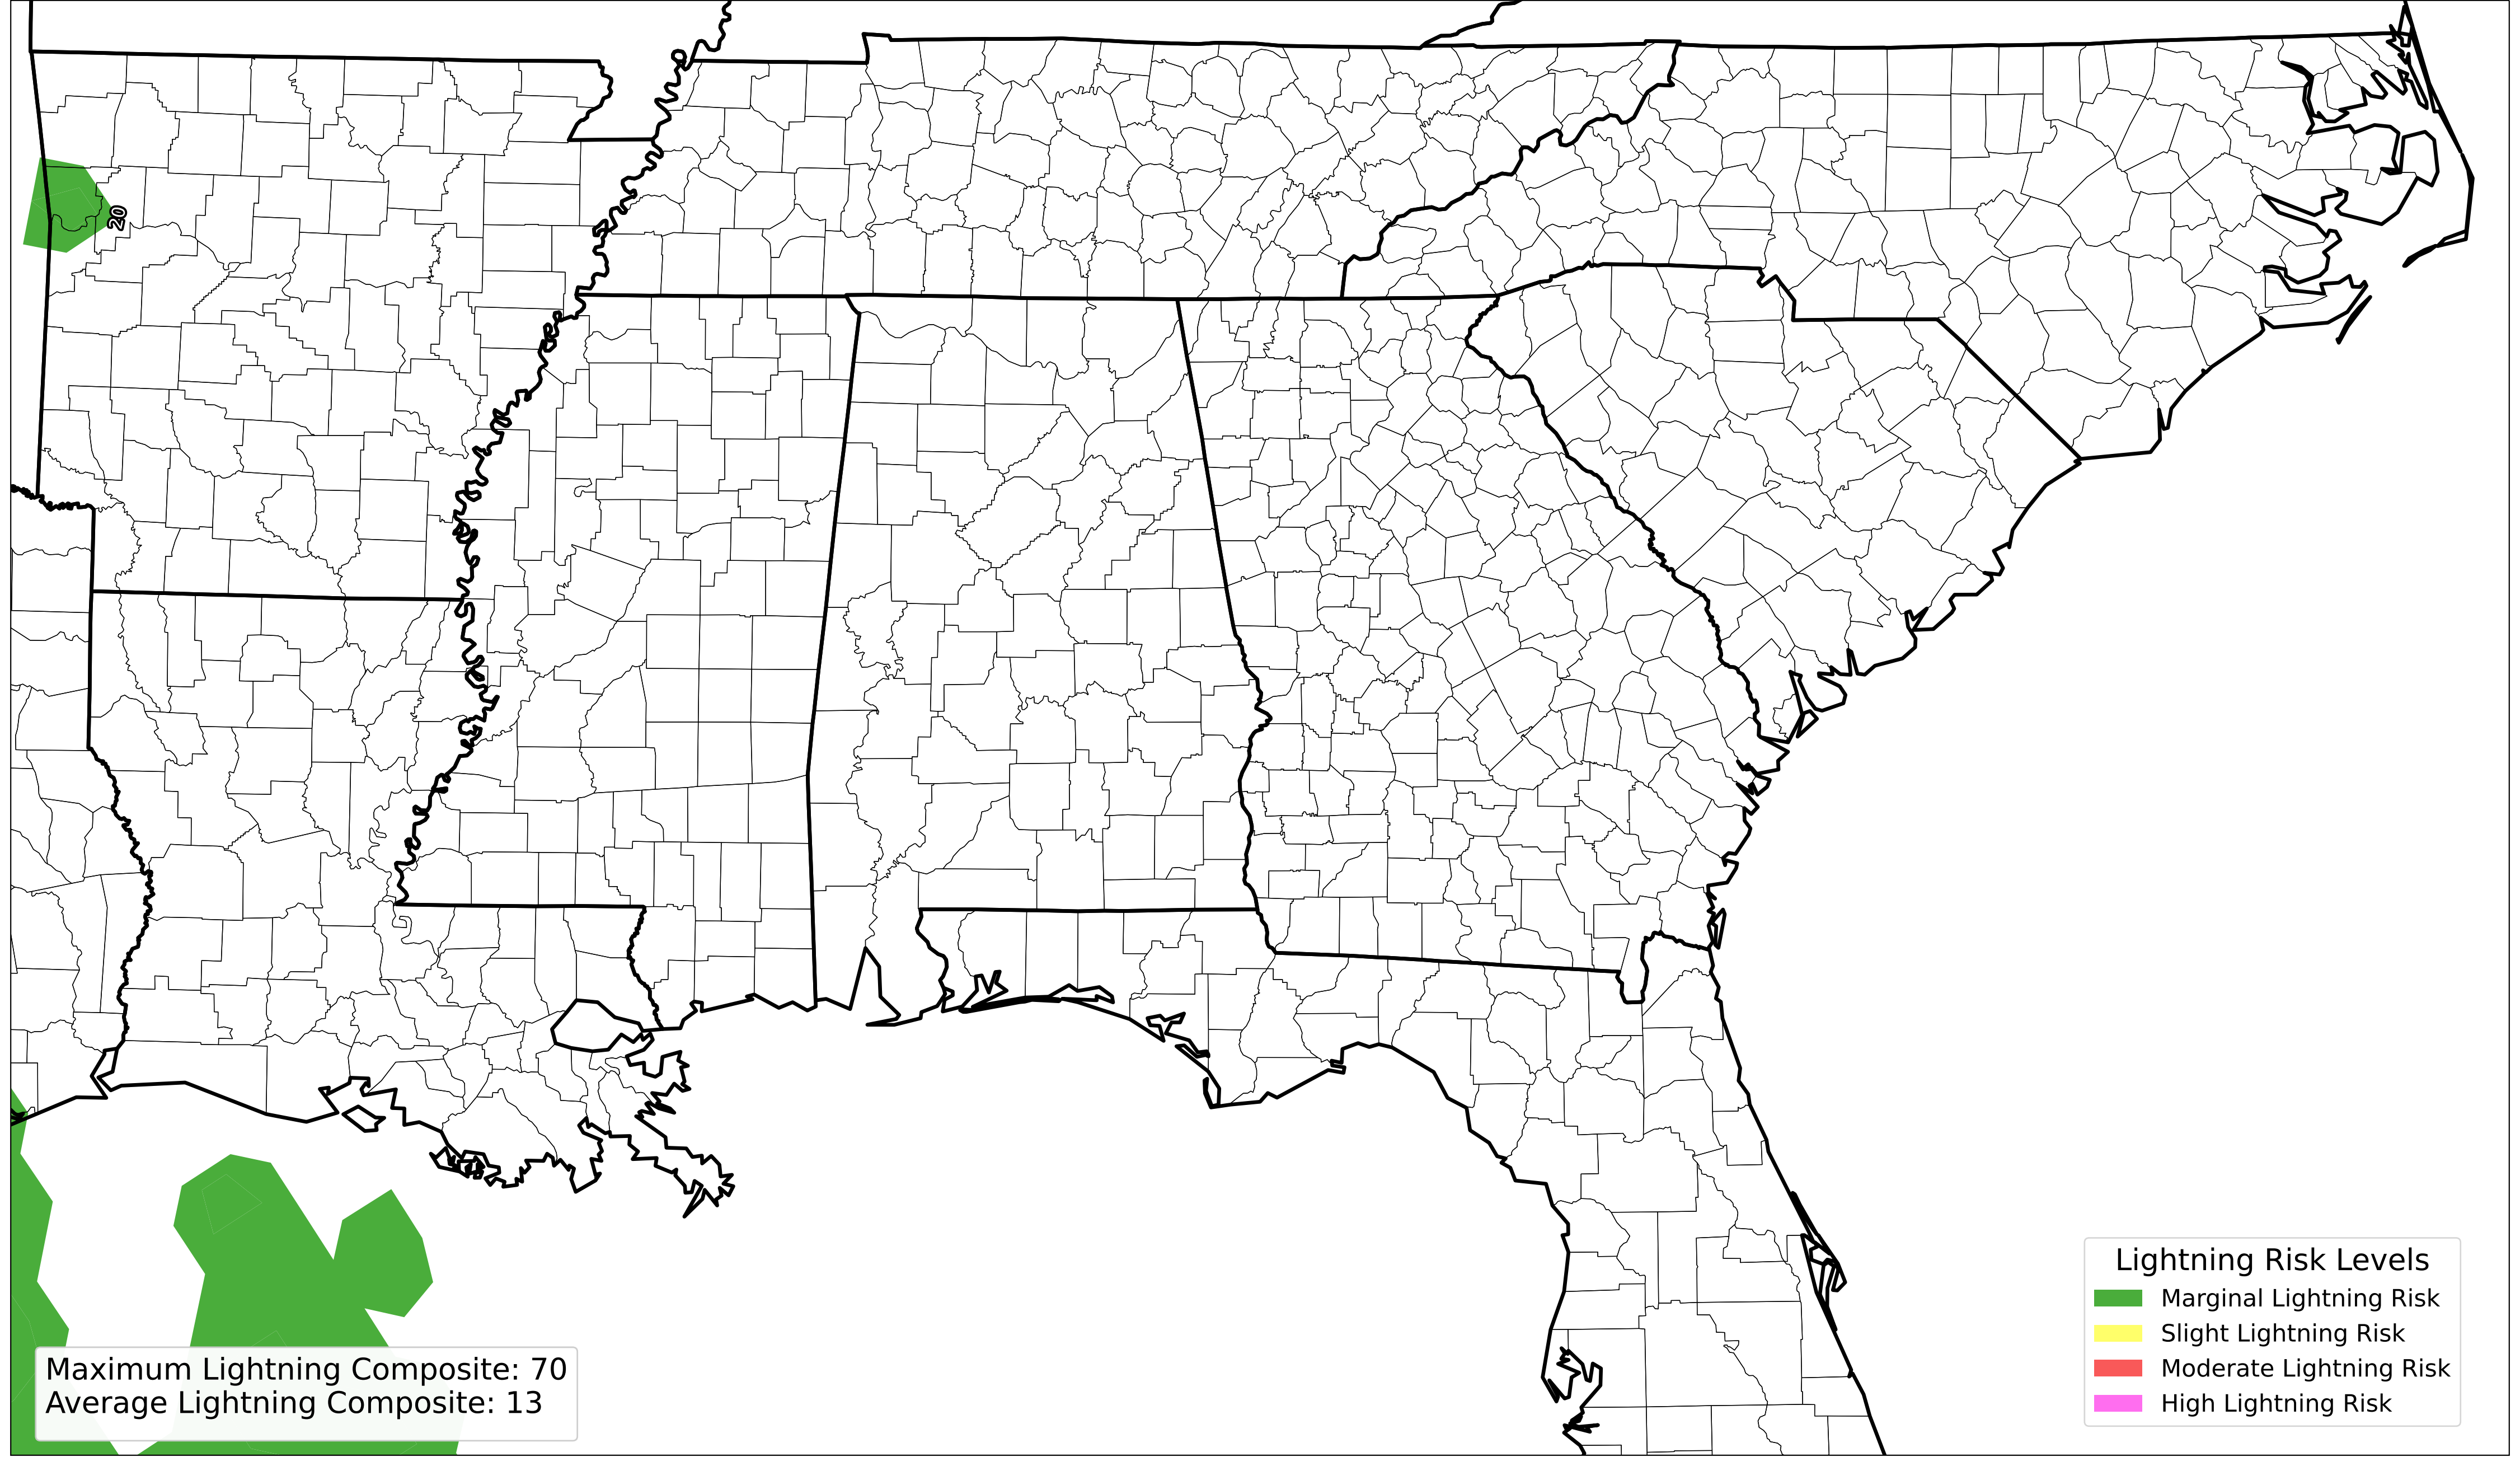 20
Lightning Risk Levels
Marginal Lightning Risk
Slight Lightning Risk
Moderate Lightning Risk
High Lightning Risk
Maximum Lightning Composite: 70
Average Lightning Composite: 13